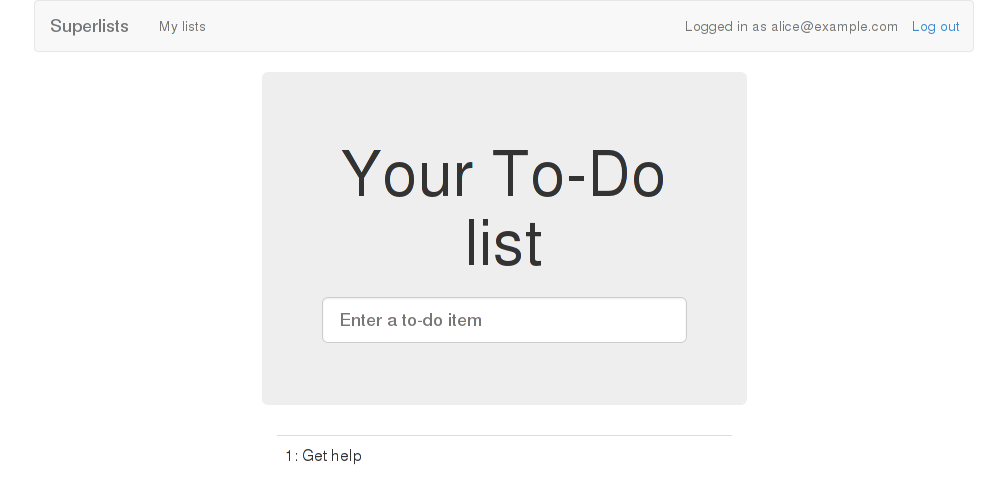 Superlists My lists Logged in as alice@example.com Log out
Your To-Do
list
Enter a to-do item
1: Get help